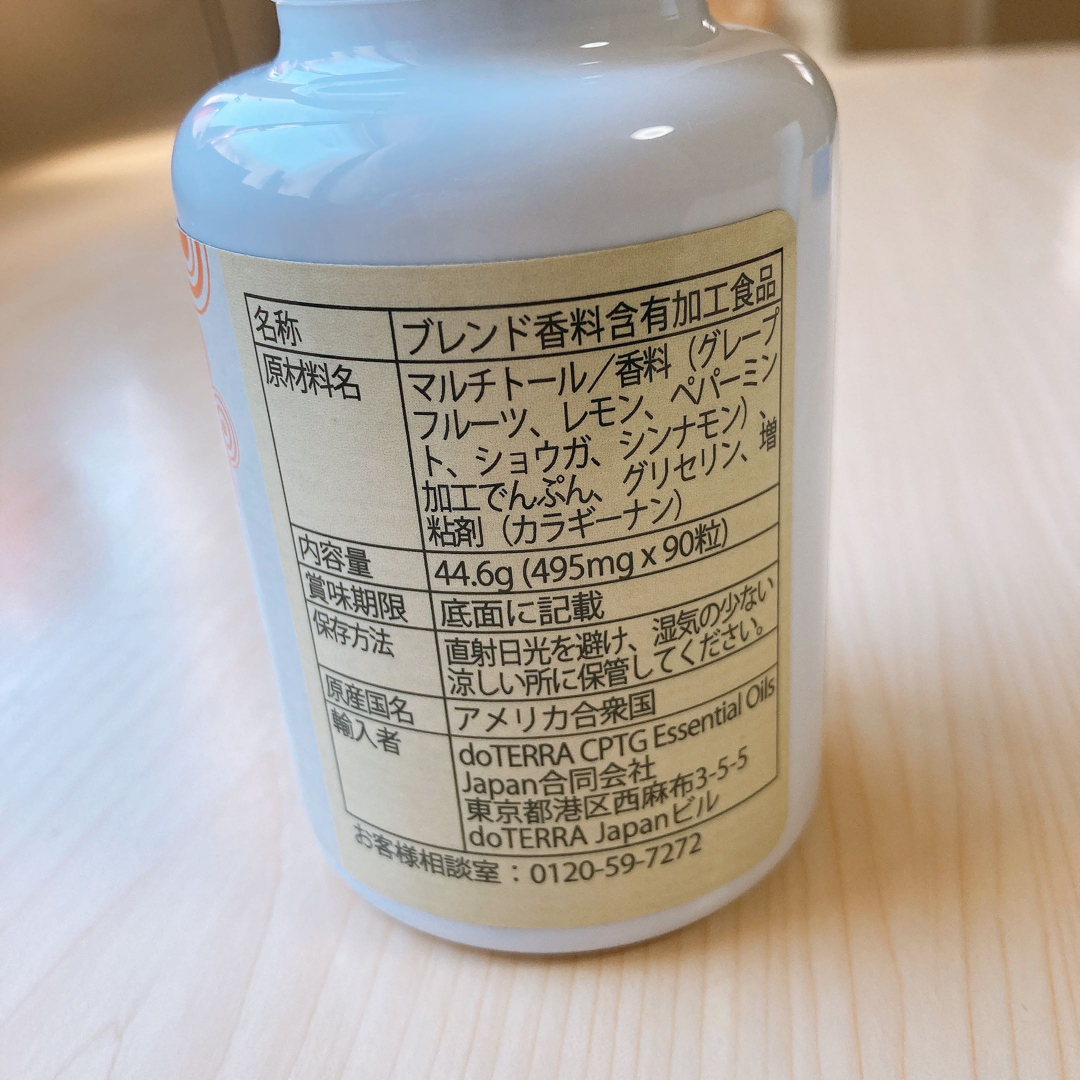 名称 ブレンド香料含有加工食品
原材料名 マルチトール／香料（グレープ
フルーツ、レモン、ペパーミン
ト、ショウガ、シンナモン）、
加工でんぷん、グリセリン、増
粘剤（カラギーナン）
内容量 44.6g (495mg x 90粒)
賞味期限 底面に記載
保存方法 直射日光を避け、湿気の少ない
涼しい所に保管してください。
原産国名 アメリカ合衆国
輸入者 doTERRA CPTG Essential Oils
Japan合同会社
東京都港区西麻布3-5-5
doTERRA Japanビル
お客様相談室：0120-59-7272